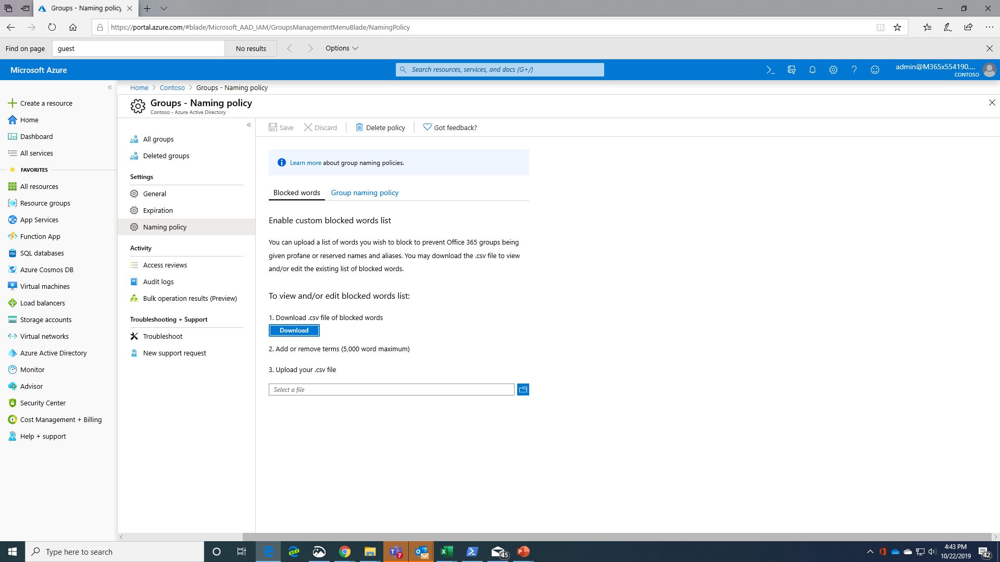 Groups - Naming policy
https://portal.azure.com/#blade/Microsoft_AAD_IAM/GroupsManagementMenuBlade/NamingPolicy
Find on page
guest
No results
Options
Microsoft Azure
Search resources, services, and docs (G+/)
admin@M365x554190....
CONTOSO
Create a resource
Home
Dashboard
All services
FAVORITES
All resources
Resource groups
App Services
Function App
SQL databases
Azure Cosmos DB
Virtual machines
Load balancers
Storage accounts
Virtual networks
Azure Active Directory
Monitor
Advisor
Security Center
Cost Management + Billing
Help + support
Home > Contoso > Groups - Naming policy
Groups - Naming policy
Contoso - Azure Active Directory
All groups
Deleted groups
Settings
General
Expiration
Naming policy
Activity
Access reviews
Audit logs
Bulk operation results (Preview)
Troubleshooting + Support
Troubleshoot
New support request
Save
Discard
Delete policy
Got feedback?
Learn more about group naming policies.
Blocked words
Group naming policy
Enable custom blocked words list
You can upload a list of words you wish to block to prevent Office 365 groups being
given profane or reserved names and aliases. You may download the .csv file to view
and/or edit the existing list of blocked words.
To view and/or edit blocked words list:
1. Download .csv file of blocked words
Download
2. Add or remove terms (5,000 word maximum)
3. Upload your .csv file
Select a file
Type here to search
7
45
4:43 PM
10/22/2019
42